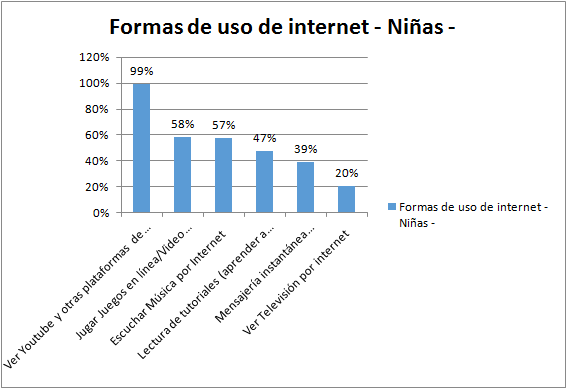 Formas de uso de internet - Niñas -
120%
100%
80%
60%
40%
20%
0%
99%
58%
57%
47%
39%
20%
Ver Youtube y otras plataformas de...
Jugar Juegos en línea/Video...
Escuchar Música por Internet
Lectura de tutoriales (aprender a...
Mensajería instantánea...
Ver Televisión por internet
Formas de uso de internet -
Niñas -